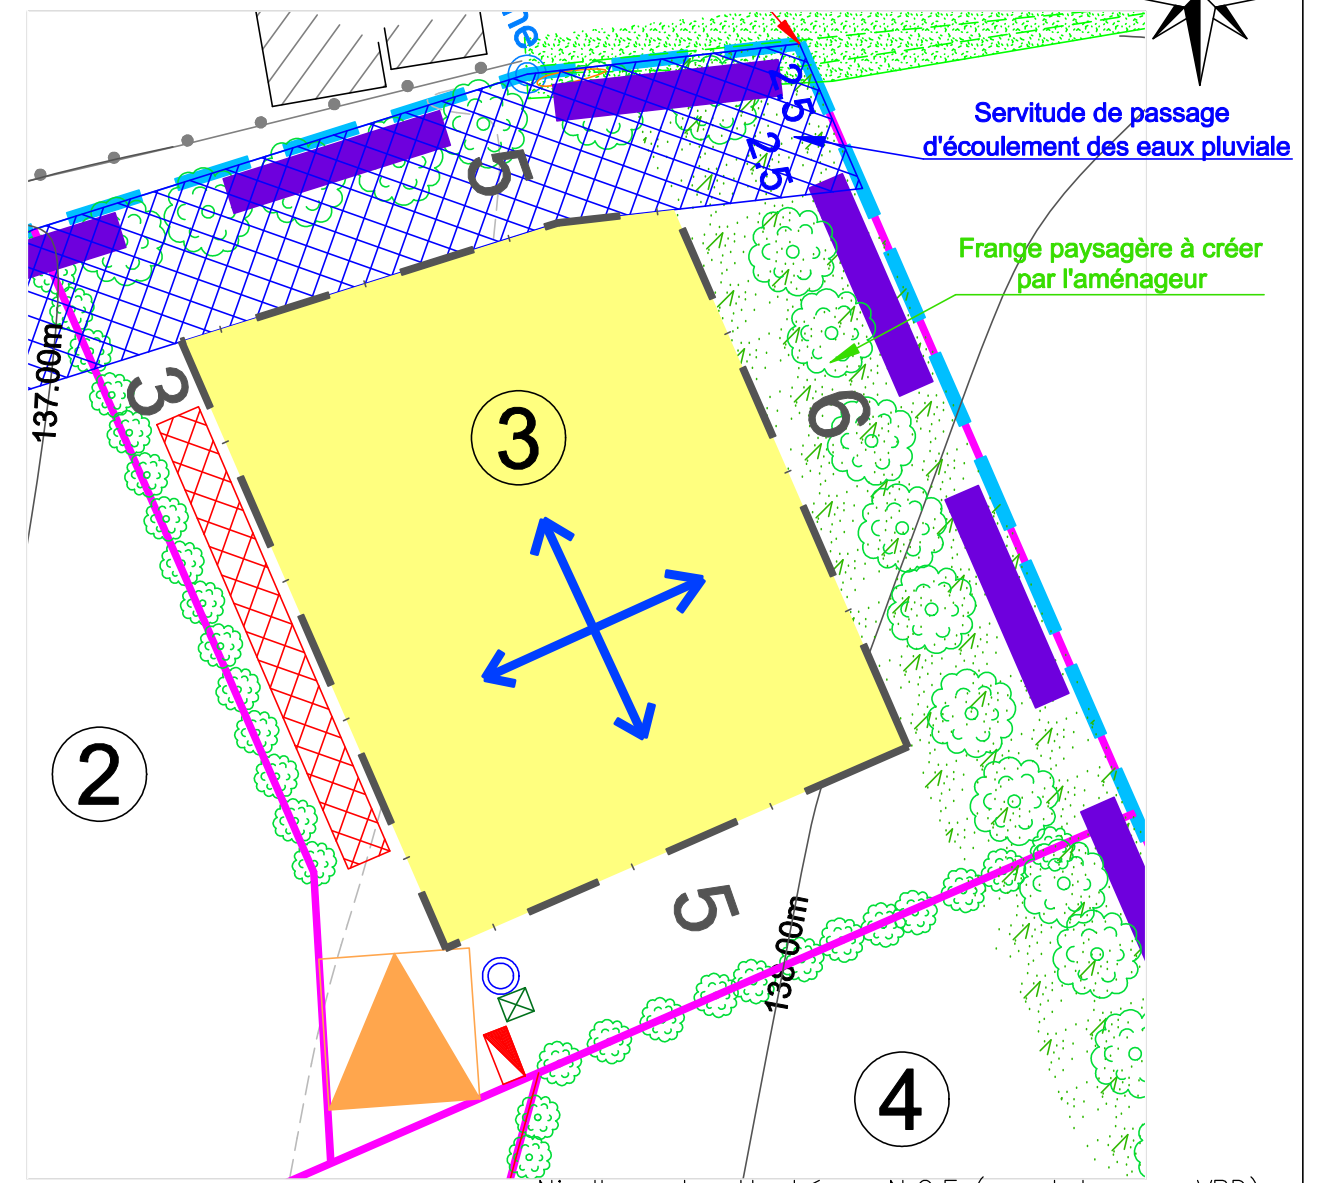 ne
2.5
2.5
Servitude de passage
d'écoulement des eaux pluviale
5
Frange paysagère à créer
par l'aménageur
137.00m
3
6
3
2
5
138.00m
4